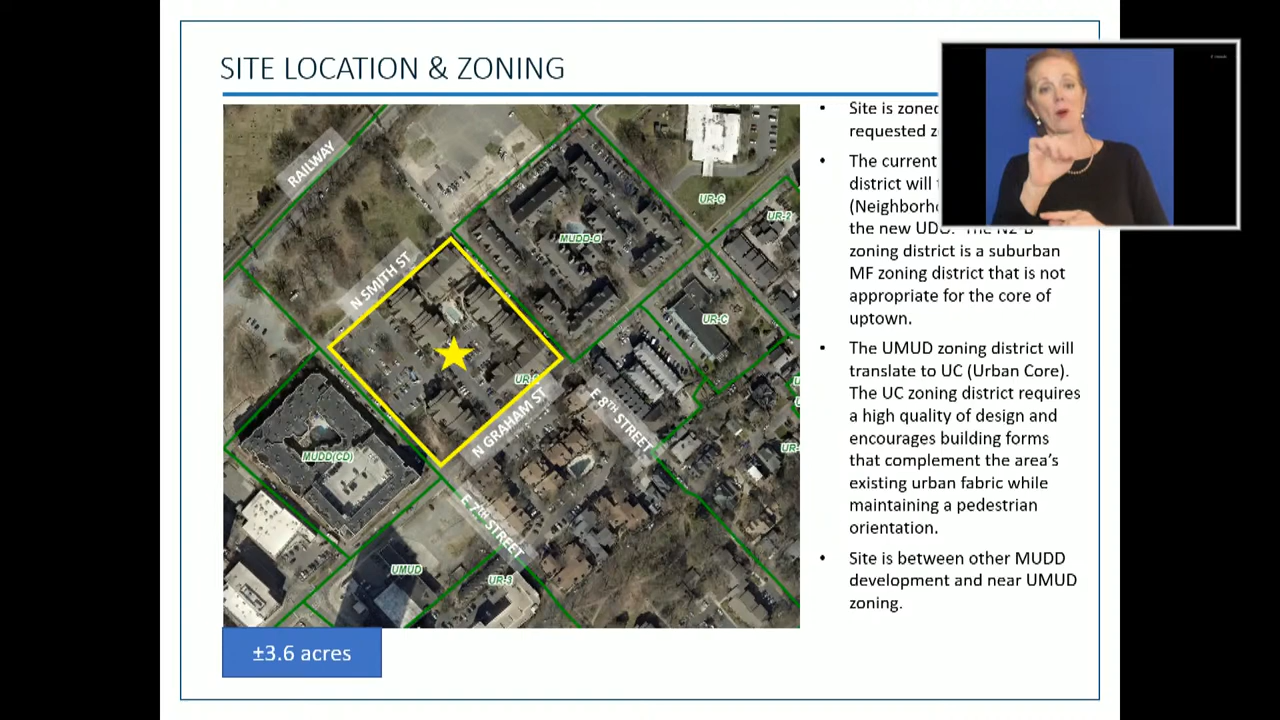 SITE LOCATION & ZONING
• Site is zoned
requested
• The current
district will
(Neighborho
the new UDO. The N2-B
zoning district is a suburban
MF zoning district that is not
appropriate for the core of
uptown.
• The UMUD zoning district will
translate to UC (Urban Core).
The UC zoning district requires
a high quality of design and
encourages building forms
that complement the area’s
existing urban fabric while
maintaining a pedestrian
orientation.
• Site is between other MUDD
development and near UMUD
zoning.
RAILWAY
UR-C
UR-2
MUDD-O
N SMITH ST
UR-C
N GRAHAM ST
E 8th STREET
MUDD(CD)
E 7th STREET
UMUD
UR-3
±3.6 acres